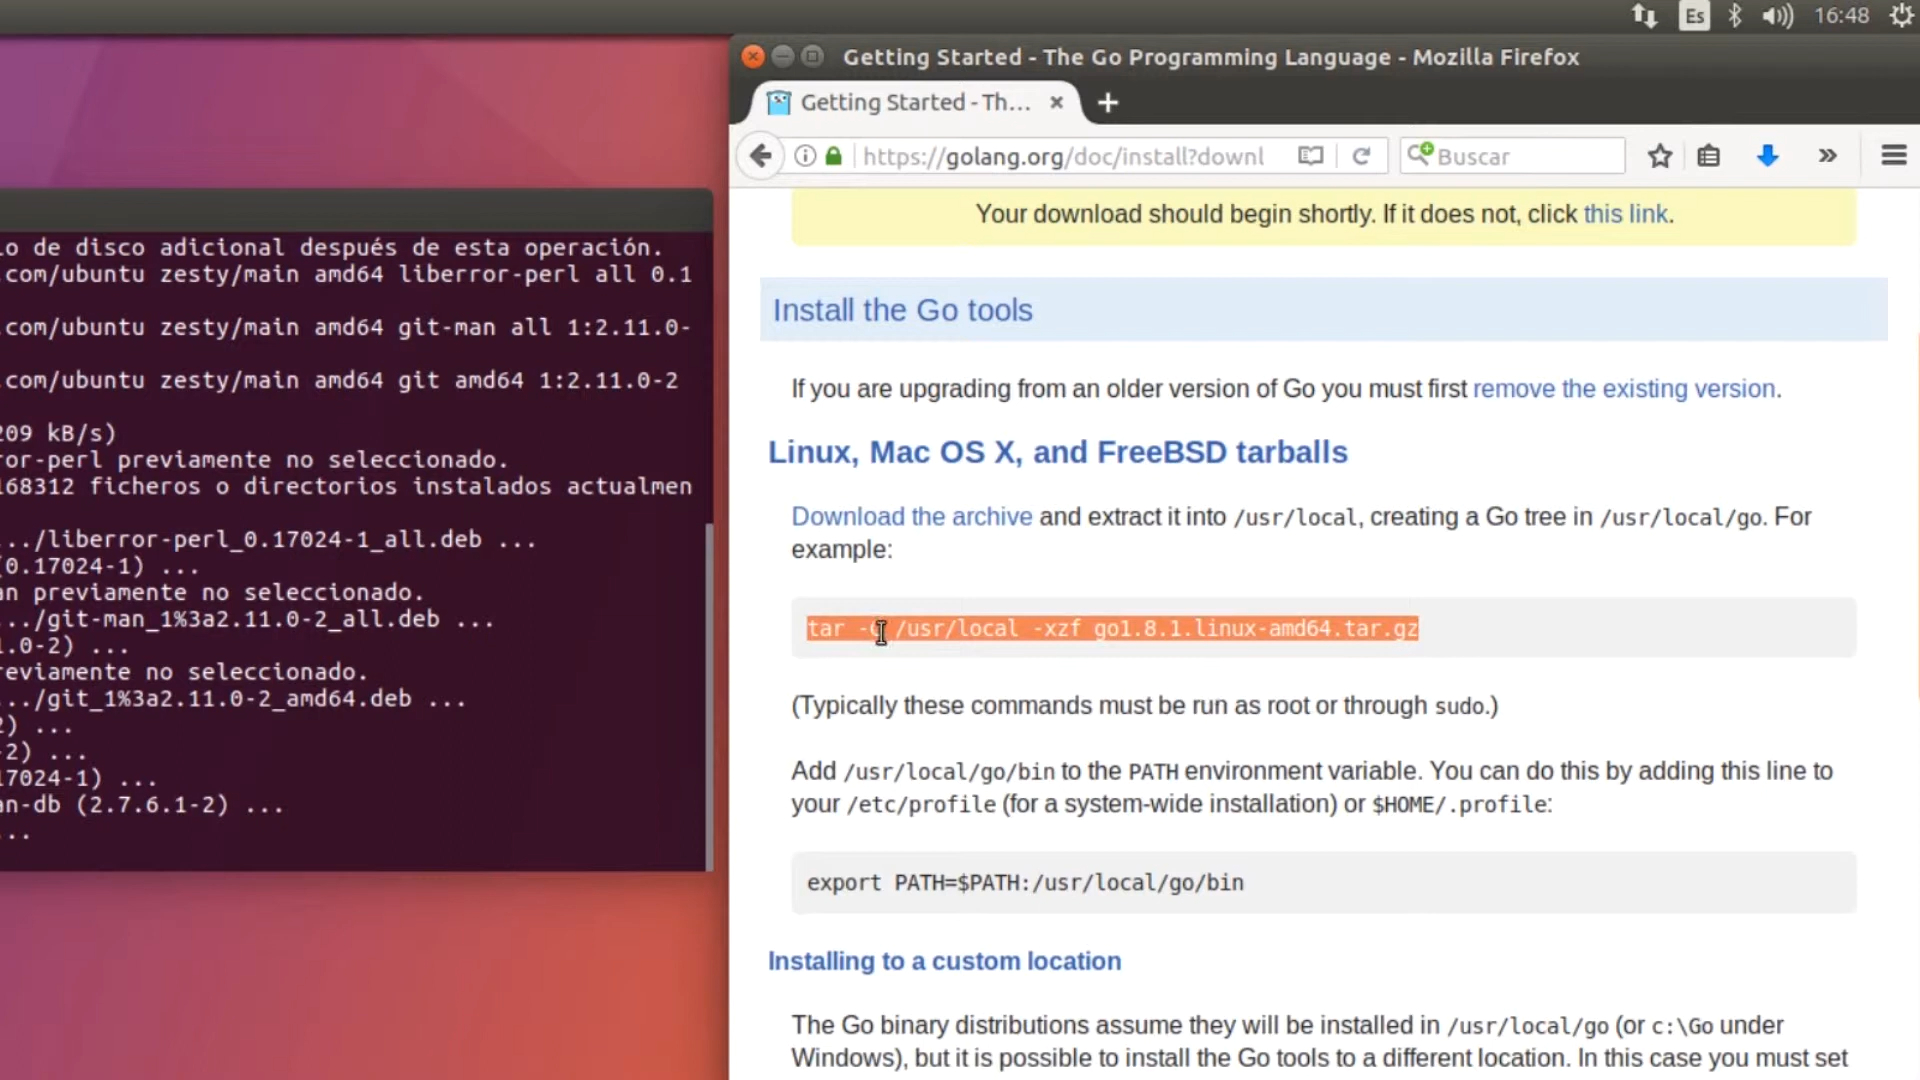 Es 16:48
Getting Started - The Go Programming Language - Mozilla Firefox
Getting Started - Th...
https://golang.org/doc/install?downl
Buscar
lo de disco adicional después de esta operación.
.com/ubuntu zesty/main amd64 liberror-perl all 0.1
.com/ubuntu zesty/main amd64 git-man all 1:2.11.0-
.com/ubuntu zesty/main amd64 git amd64 1:2.11.0-2
209 kB/s)
ror-perl previamente no seleccionado.
168312 ficheros o directorios instalados actualmen
../liberror-perl_0.17024-1_all.deb ...
(0.17024-1) ...
an previamente no seleccionado.
../git-man_1%3a2.11.0-2_all.deb ...
1.0-2) ...
reviamente no seleccionado.
../git_1%3a2.11.0-2_amd64.deb ...
2) ...
-2) ...
17024-1) ...
an-db (2.7.6.1-2) ...
...
Your download should begin shortly. If it does not, click this link.
Install the Go tools
If you are upgrading from an older version of Go you must first remove the existing version.
Linux, Mac OS X, and FreeBSD tarballs
Download the archive and extract it into /usr/local, creating a Go tree in /usr/local/go. For
example:
tar -C /usr/local -xzf go1.8.1.linux-amd64.tar.gz
(Typically these commands must be run as root or through sudo.)
Add /usr/local/go/bin to the PATH environment variable. You can do this by adding this line to
your /etc/profile (for a system-wide installation) or $HOME/.profile:
export PATH=$PATH:/usr/local/go/bin
Installing to a custom location
The Go binary distributions assume they will be installed in /usr/local/go (or c:\Go under
Windows), but it is possible to install the Go tools to a different location. In this case you must set